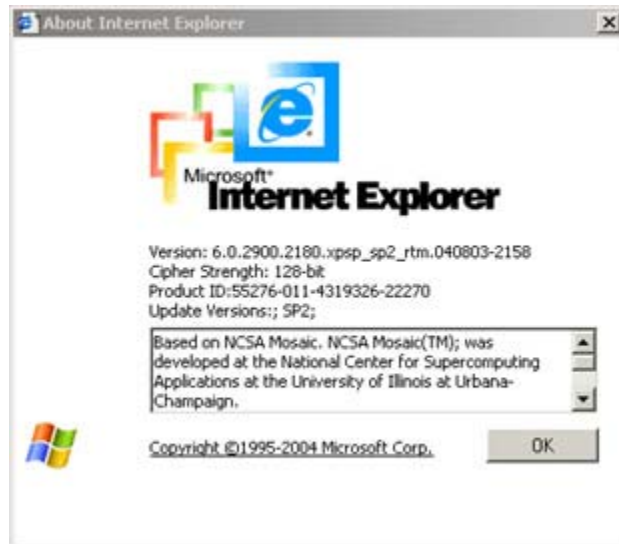 About Internet Explorer
Microsoft®
Internet Explorer
Version: 6.0.2900.2180.xpsp_sp2_rtm.040803-2158
Cipher Strength: 128-bit
Product ID:55276-011-4319326-22270
Update Versions:; SP2;
Based on NCSA Mosaic. NCSA Mosaic(TM); was
developed at the National Center for Supercomputing
Applications at the University of Illinois at Urbana-
Champaign.
Copyright ©1995-2004 Microsoft Corp.
OK